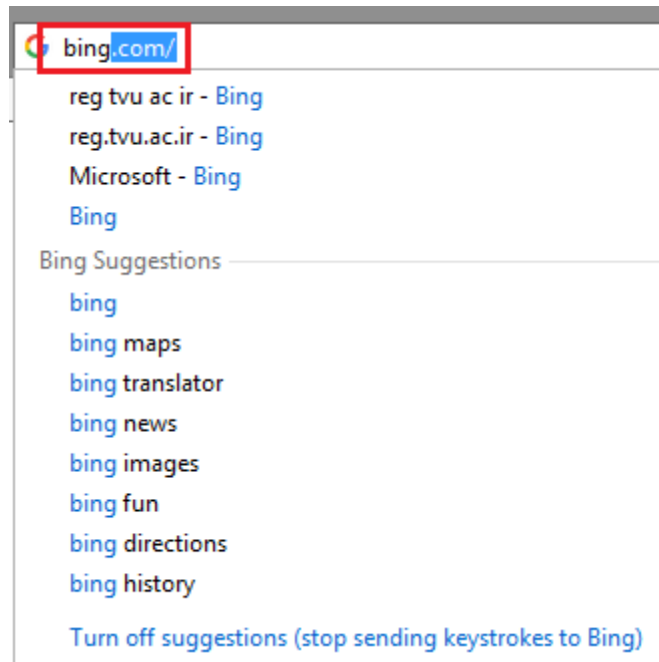 bing.com/
reg tvu ac ir - Bing
reg.tvu.ac.ir - Bing
Microsoft - Bing
Bing
Bing Suggestions
bing
bing maps
bing translator
bing news
bing images
bing fun
bing directions
bing history
Turn off suggestions (stop sending keystrokes to Bing)